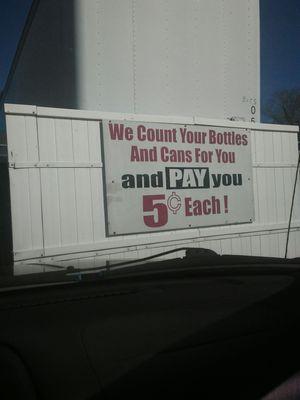 We Count Your Bottles
And Cans For You
and PAY you
5¢ Each!